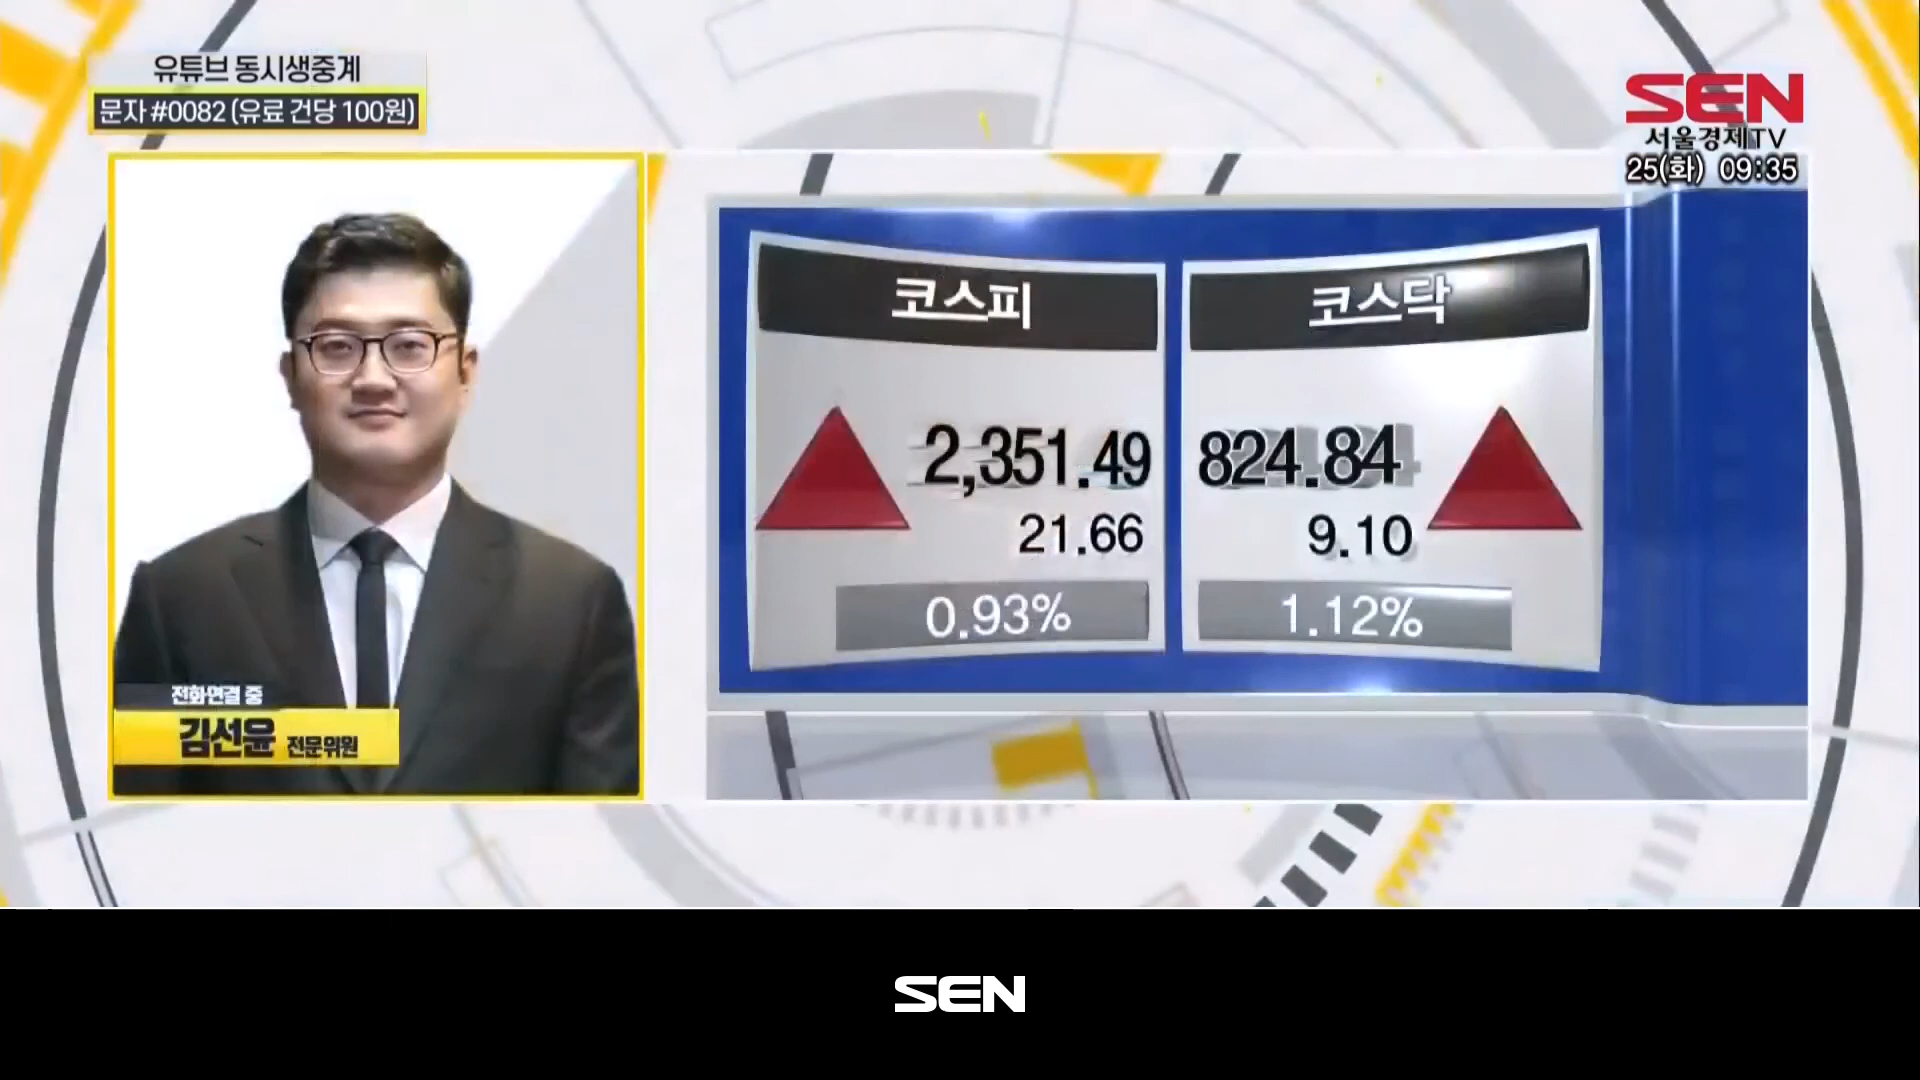 유튜브 동시생중계
문자 #0082 (유료 건당 100원)
SEN
서울경제TV
25(화) 09:35
코스피
2,351.49
21.66
0.93%
코스닥
824.84
9.10
1.12%
전화연결 중
김선윤 전문위원
SEN